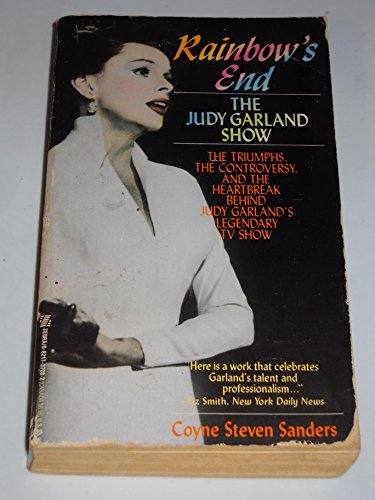 Rainbow's
End
THE
JUDY GARLAND
SHOW
THE TRIUMPHS,
THE CONTROVERSY,
AND THE
HEARTBREAK
BEHIND
JUDY GARLAND'S
LEGENDARY
TV SHOW
"Here is a work that celebrates
Garland's talent and
professionalism..."
Smith, New York Daily News
Coyne Steven Sanders
ZEBRA